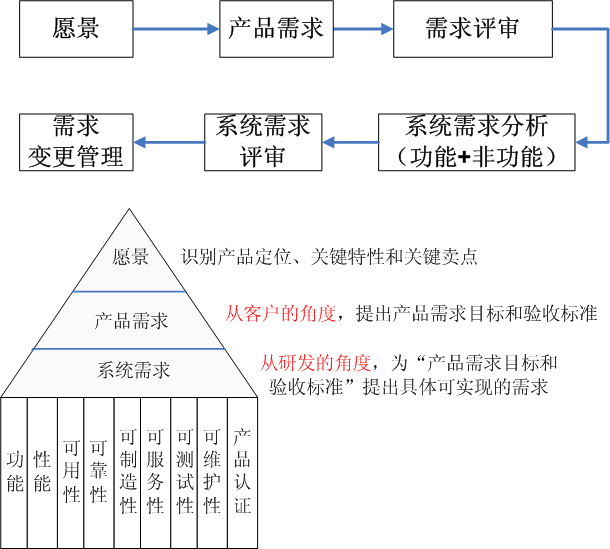 愿景
产品需求
需求评审
需求
变更管理
系统需求
评审
系统需求分析
（功能+非功能）
愿景
识别产品定位、关键特性和关键卖点
产品需求
从客户的角度，提出产品需求目标和验收标准
系统需求
从研发的角度，为“产品需求目标和
验收标准”提出具体可实现的需求
功能
性能
可用性
可靠性
可制造性
可服务性
可测试性
可维护性
产品认证